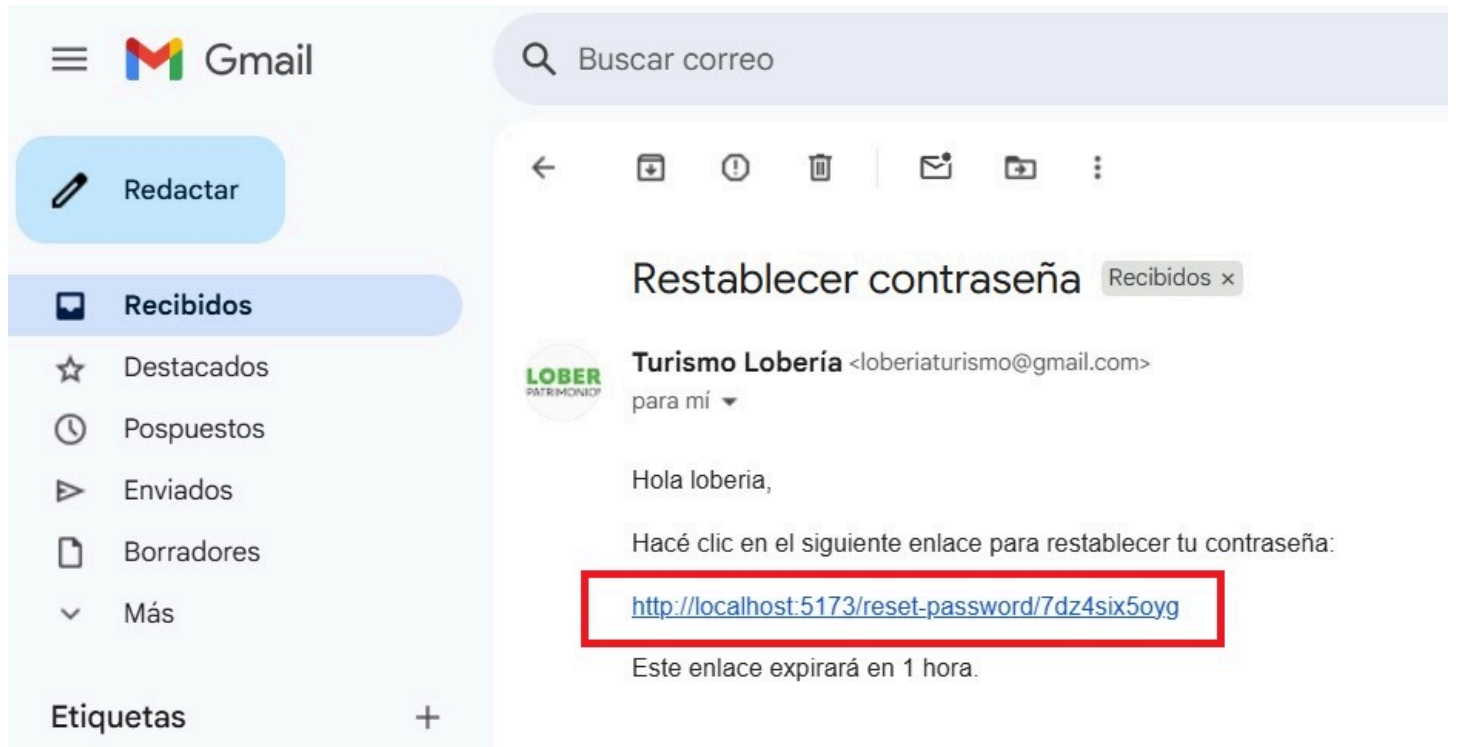 Gmail
Buscar correo
Redactar
Recibidos
Destacados
Pospuestos
Enviados
Borradores
Más
Etiquetas
Restablecer contraseña Recibidos ×
LOBER
PATRIMONIO
Turismo Lobería <loberiaturismo@gmail.com>
para mí
Hola loberia,
Hacé clic en el siguiente enlace para restablecer tu contraseña:
http://localhost:5173/reset-password/7dz4six5oyg
Este enlace expirará en 1 hora.